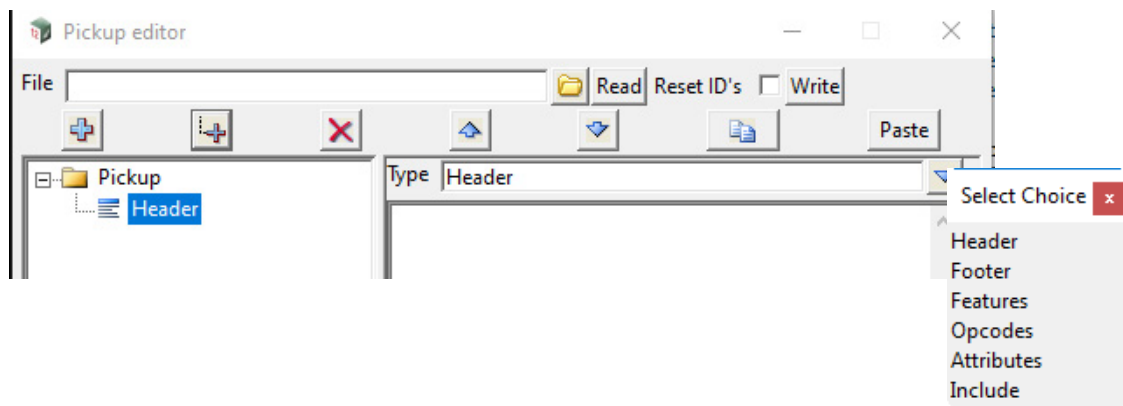 Pickup editor
File Read Reset ID's Write
Paste
Pickup
Type Header
Header
Select Choice x
Header
Footer
Features
Opcodes
Attributes
Include